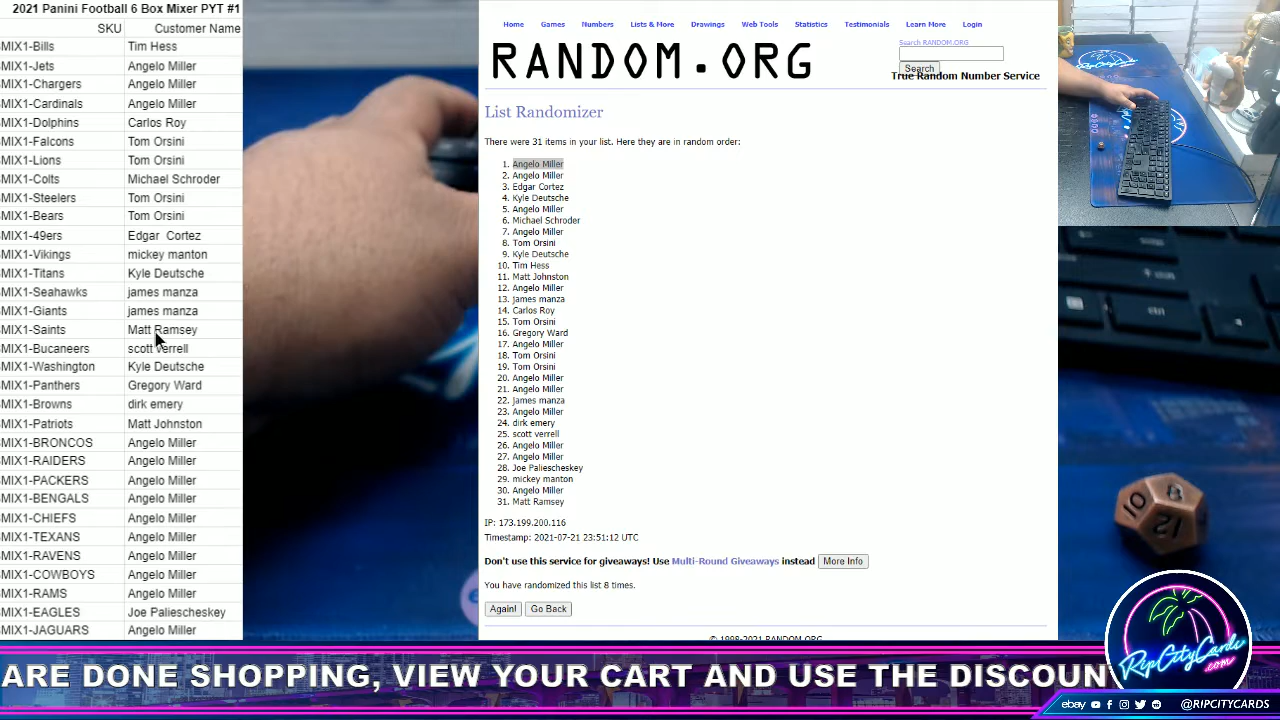 2021 Panini Football 6 Box Mixer PYT #1
SKU Customer Name
MIX1-Bills Tim Hess
MIX1-Jets Angelo Miller
MIX1-Chargers Angelo Miller
MIX1-Cardinals Angelo Miller
MIX1-Dolphins Carlos Roy
MIX1-Falcons Tom Orsini
MIX1-Lions Tom Orsini
MIX1-Colts Michael Schroder
MIX1-Steelers Tom Orsini
MIX1-Bears Tom Orsini
MIX1-49ers Edgar Cortez
MIX1-Vikings mickey manton
MIX1-Titans Kyle Deutsche
MIX1-Seahawks james manza
MIX1-Giants james manza
MIX1-Saints Matt Ramsey
MIX1-Bucaneers scott verrell
MIX1-Washington Kyle Deutsche
MIX1-Panthers Gregory Ward
MIX1-Browns dirk emery
MIX1-Patriots Matt Johnston
MIX1-BRONCOS Angelo Miller
MIX1-RAIDERS Angelo Miller
MIX1-PACKERS Angelo Miller
MIX1-BENGALS Angelo Miller
MIX1-CHIEFS Angelo Miller
MIX1-TEXANS Angelo Miller
MIX1-RAVENS Angelo Miller
MIX1-COWBOYS Angelo Miller
MIX1-RAMS Angelo Miller
MIX1-EAGLES Joe Paliescheskey
MIX1-JAGUARS Angelo Miller
Home Games Numbers Lists & More Drawings Web Tools Statistics Testimonials Learn More Login
RANDOM.ORG
Search RANDOM.ORG
Search
True Random Number Service
List Randomizer
There were 31 items in your list. Here they are in random order:
1. Angelo Miller
2. Angelo Miller
3. Edgar Cortez
4. Kyle Deutsche
5. Angelo Miller
6. Michael Schroder
7. Angelo Miller
8. Tom Orsini
9. Kyle Deutsche
10. Tim Hess
11. Matt Johnston
12. Angelo Miller
13. james manza
14. Carlos Roy
15. Tom Orsini
16. Gregory Ward
17. Angelo Miller
18. Tom Orsini
19. Tom Orsini
20. Angelo Miller
21. Angelo Miller
22. james manza
23. Angelo Miller
24. dirk emery
25. scott verrell
26. Angelo Miller
27. Angelo Miller
28. Joe Paliescheskey
29. mickey manton
30. Angelo Miller
31. Matt Ramsey
IP: 173.199.200.116
Timestamp: 2021-07-21 23:51:12 UTC
Don't use this service for giveaways! Use Multi-Round Giveaways instead More Info
You have randomized this list 8 times.
Again! Go Back
© 1998-2021 RANDOM.ORG
10
12
ARE DONE SHOPPING, VIEW YOUR CART AND USE THE DISCOUN
RipCityCards
.com
ebay @RIPCITYCARDS